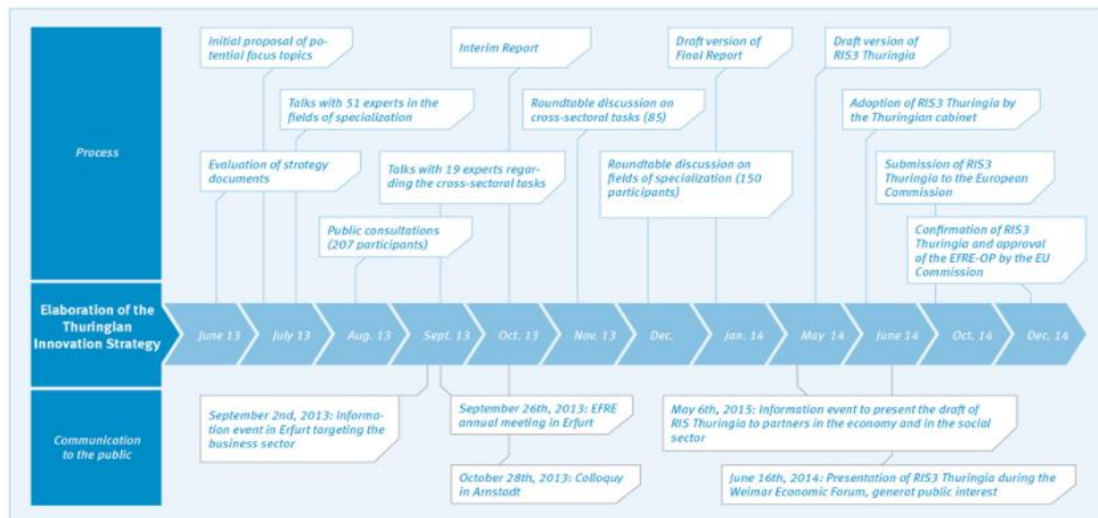 Process
Initial proposal of po-
tential focus topics
Interim Report
Draft version of
Final Report
Draft version of
RIS3 Thuringia
Talks with 51 experts in the
fields of specialization
Roundtable discussion on
cross-sectoral tasks (85)
Adoption of RIS3 Thuringia by
the Thuringian cabinet
Evaluation of strategy
documents
Talks with 19 experts regar-
ding the cross-sectoral tasks
Roundtable discussion on
fields of specialization (150
participants)
Submission of RIS3
Thuringia to the European
Commission
Public consultations
(207 participants)
Confirmation of RIS3
Thuringia and approval
of the EFRE-OP by the EU
Commission
Elaboration of the
Thuringian
Innovation Strategy
June 13
July 13
Aug. 13
Sept. 13
Oct. 13
Nov. 13
Dec.
Jan. 14
May 14
June 14
Oct. 14
Dec. 14
Communication
to the public
September 2nd, 2013: Informa-
tion event in Erfurt targeting the
business sector
September 26th, 2013: EFRE
annual meeting in Erfurt
May 6th, 2015: Information event to present the draft of
RIS Thuringia to partners in the economy and in the social
sector
October 28th, 2013: Colloquy
in Arnstadt
June 16th, 2014: Presentation of RIS3 Thuringia during the
Weimar Economic Forum, generat public interest